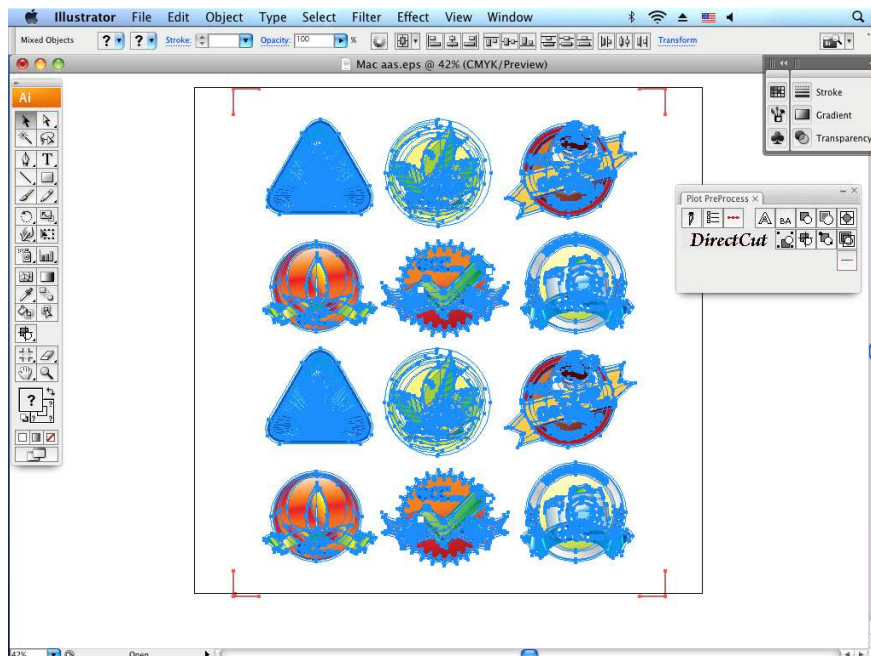 Illustrator File Edit Object Type Select Filter Effect View Window
Mixed Objects ? ? Stroke: Opacity: 100 % Transform
Mac aas.eps @ 42% (CMYK/Preview)
Ai
Stroke
Gradient
Transparency
Plot PreProcess ×
A BA
DirectCut
T
?
?
?
42% Open